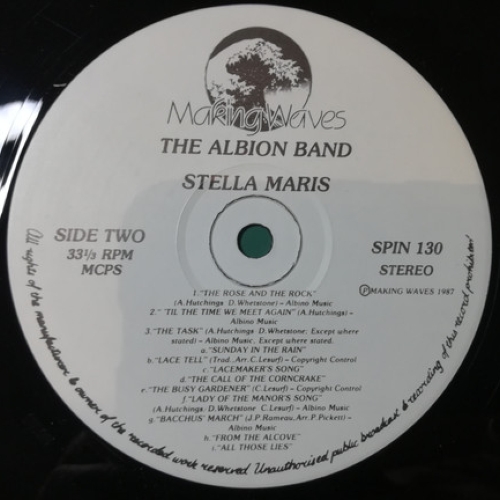 Making Waves
THE ALBION BAND
STELLA MARIS
SIDE TWO
33⅓ RPM
MCPS
SPIN 130
STEREO
Ⓟ MAKING WAVES 1987
1. "THE ROSE AND THE ROCK"
(A.Hutchings D.Whetstone) – Albino Music
2. "'TIL THE TIME WE MEET AGAIN" (A.Hutchings) –
Albino Music
3. "THE TASK" (A.Hutchings D.Whetstone: Except where
stated) – Albino Music, Except where stated.
a. "SUNDAY IN THE RAIN"
b. "LACE TELL" (Trad., Arr C.Lesurf) – Copyright Control
c. "LACEMAKER'S SONG"
d. "THE CALL OF THE CORNCRAKE"
e. "THE BUSY GARDENER" (C.Lesurf) – Copyright Control
f. "LADY OF THE MANOR'S SONG"
(A.Hutchings D.Whetstone C.Lesurf) – Albino Music
g. "BACCHUS' MARCH" (J.P.Rameau, Arr P.Pickett) –
Albino Music
h. "FROM THE ALCOVE"
i. "ALL THOSE LIES"
All rights of the manufacturer & owners of the recorded work reserved. Unauthorised public broadcast & recording of this record prohibited